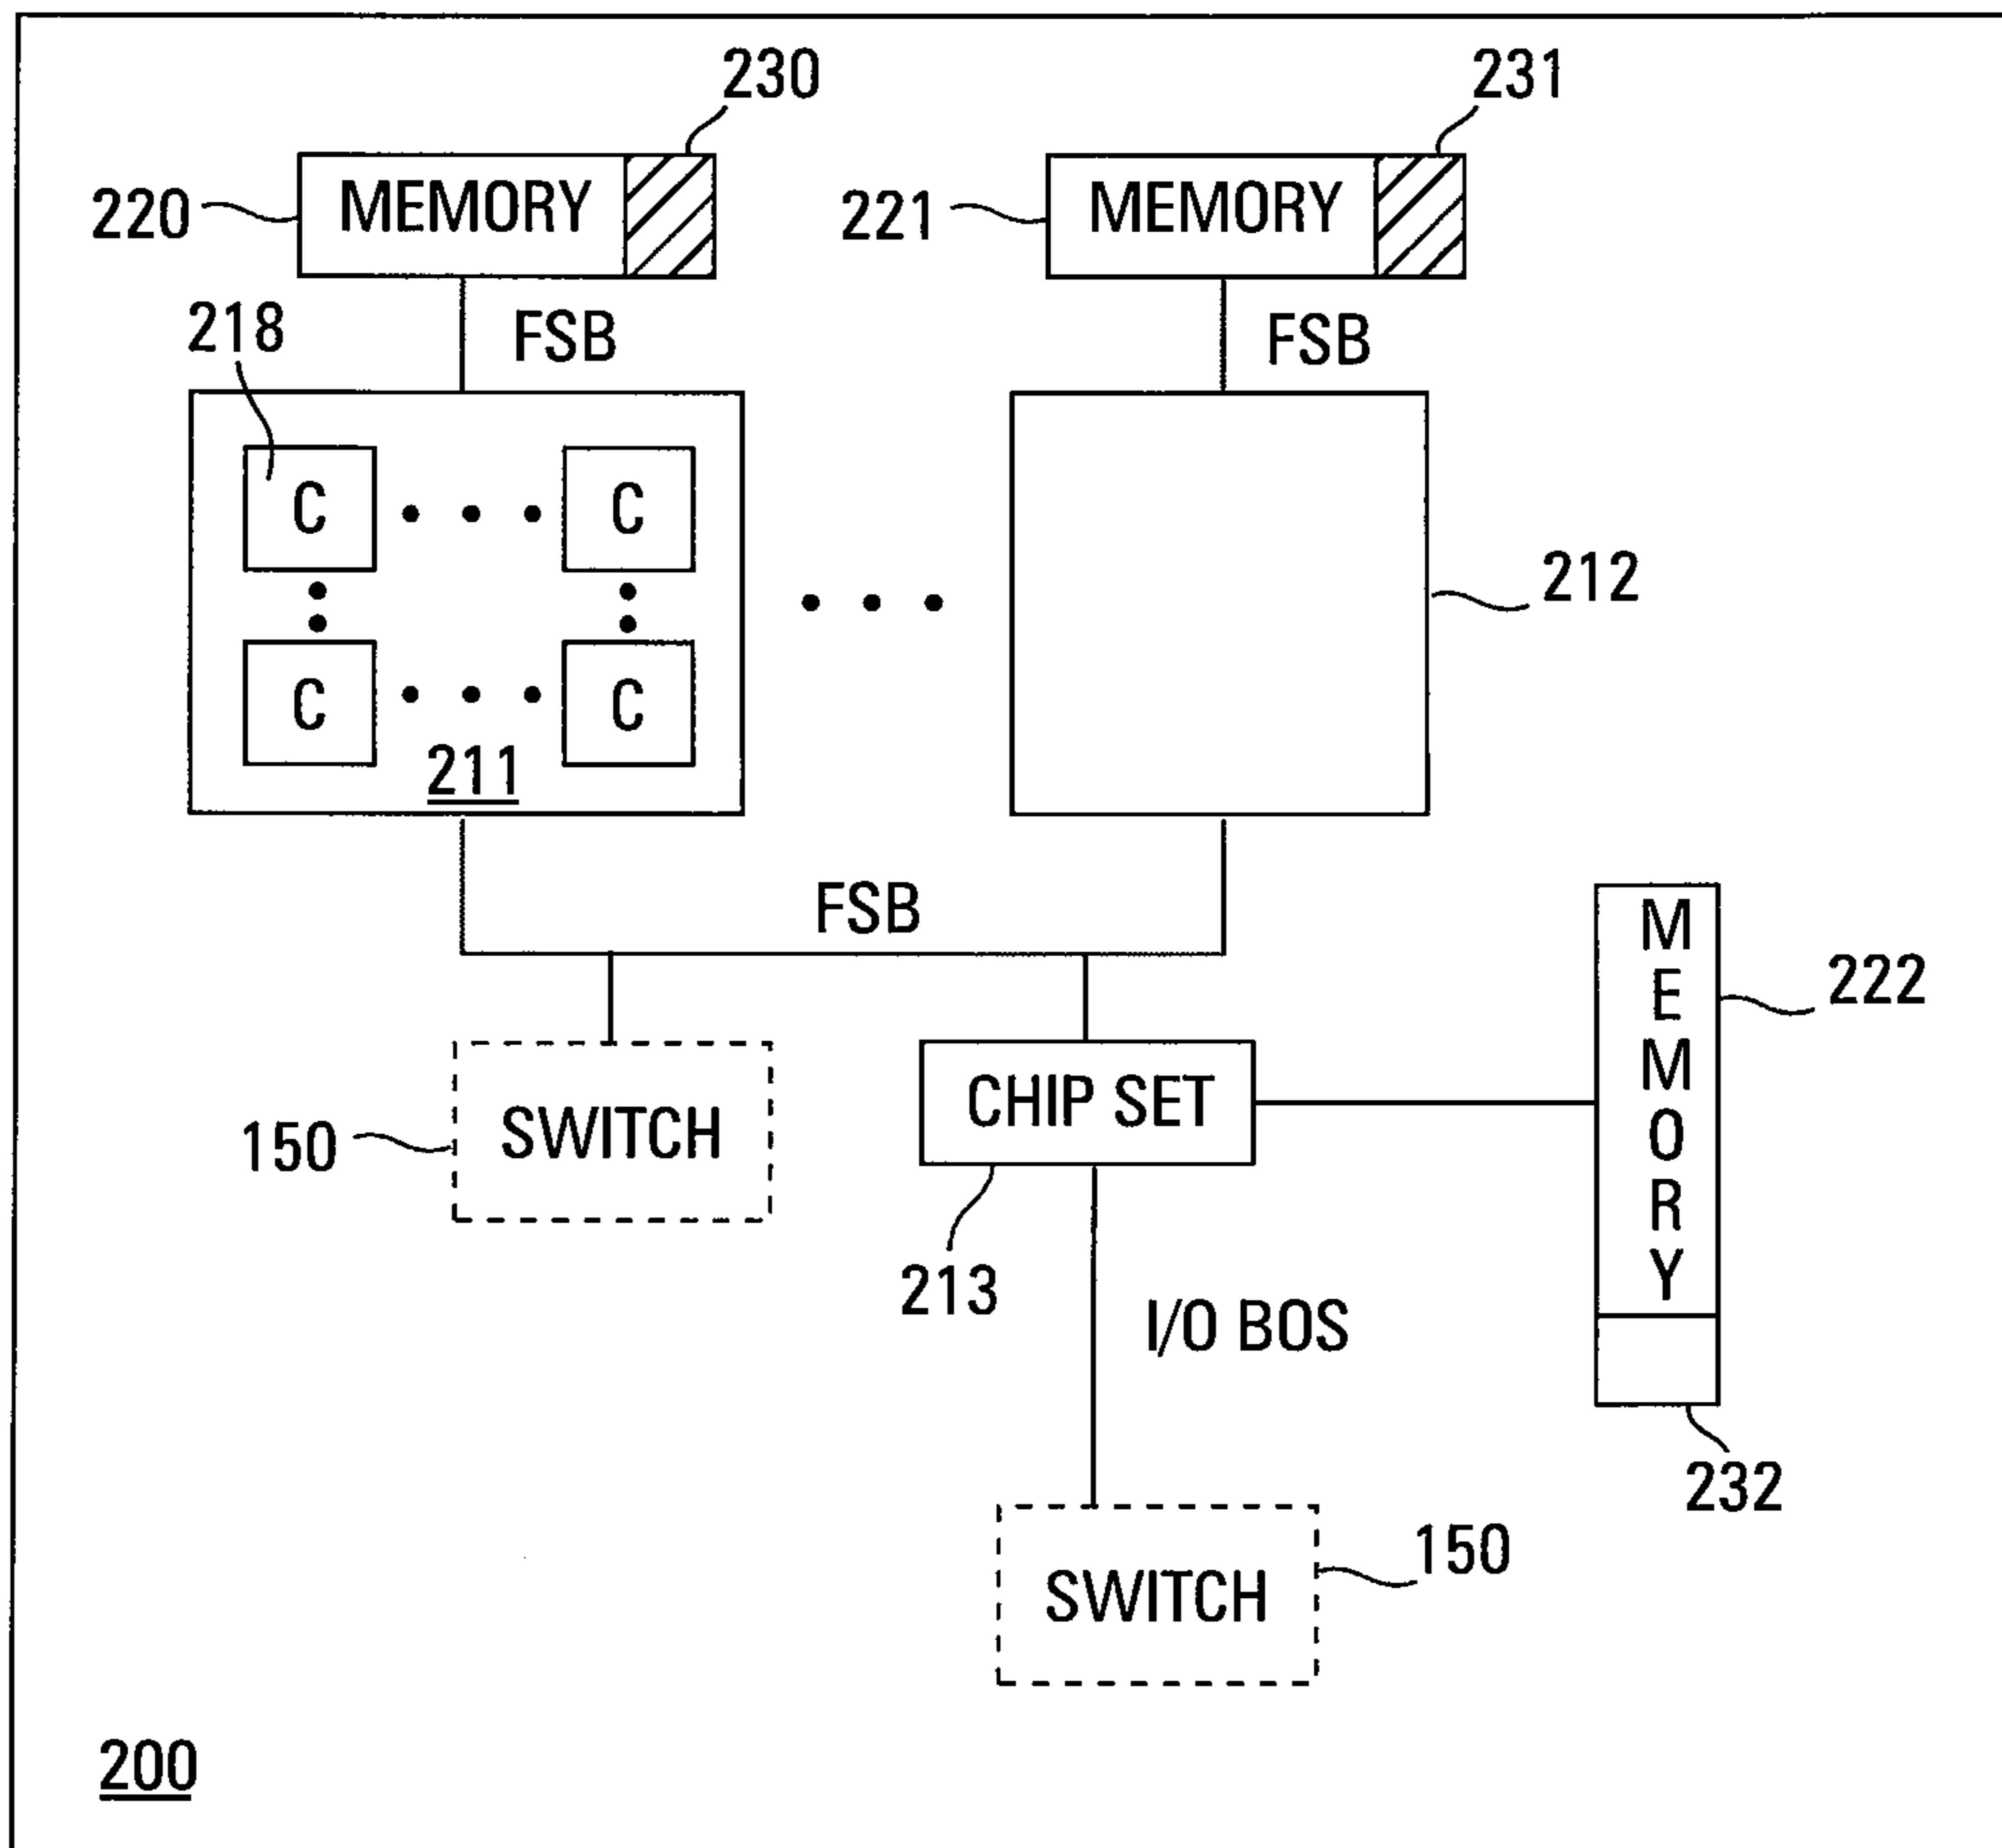 230
231
220
MEMORY
221
MEMORY
218
FSB
FSB
C
C
212
C
C
211
FSB
MEMORY
222
150
SWITCH
CHIP SET
213
I/O BOS
232
150
SWITCH
200